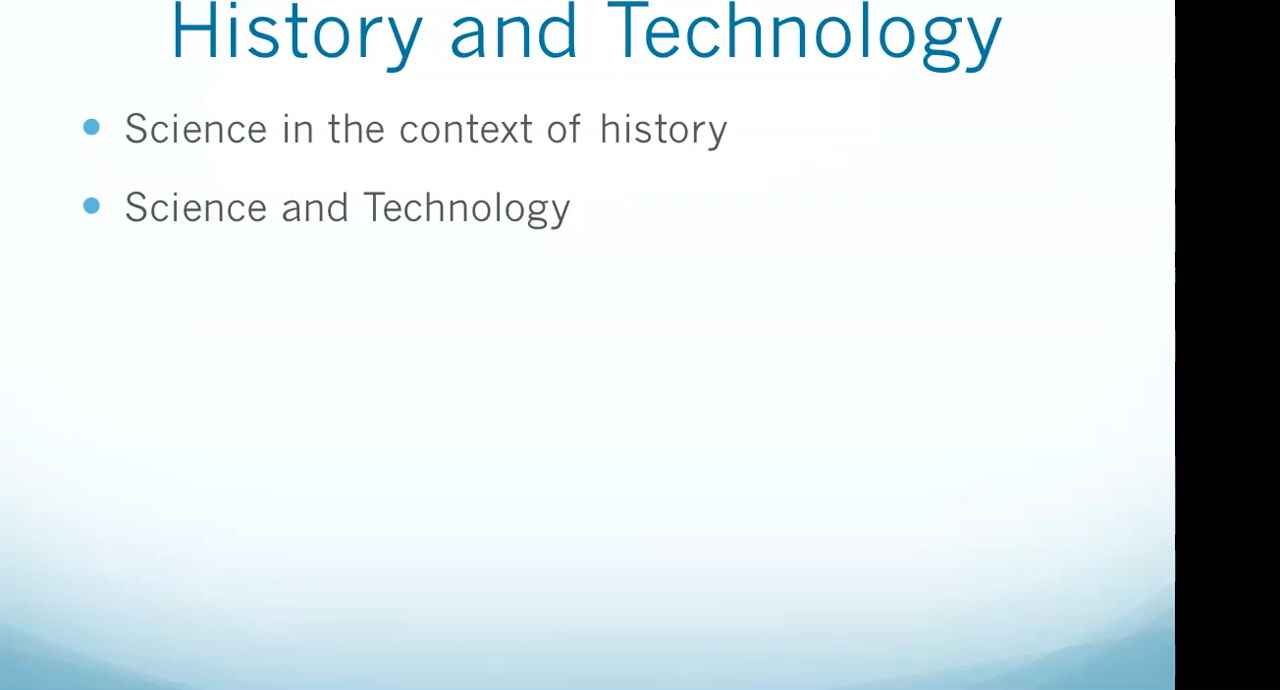 History and Technology
Science in the context of history
Science and Technology